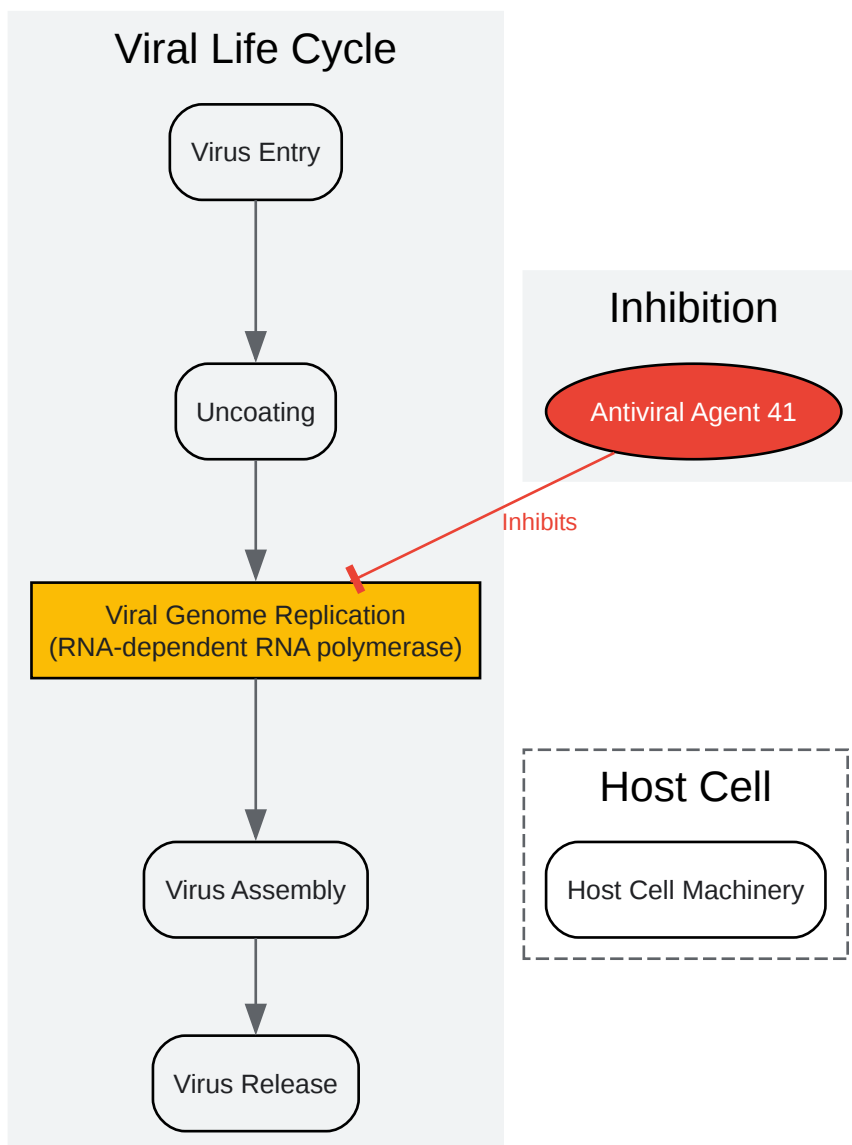 Viral Life Cycle
Virus Entry
Uncoating
Inhibition
Antiviral Agent 41
Inhibits
Viral Genome Replication
(RNA-dependent RNA polymerase)
Host Cell
Host Cell Machinery
Virus Assembly
Virus Release